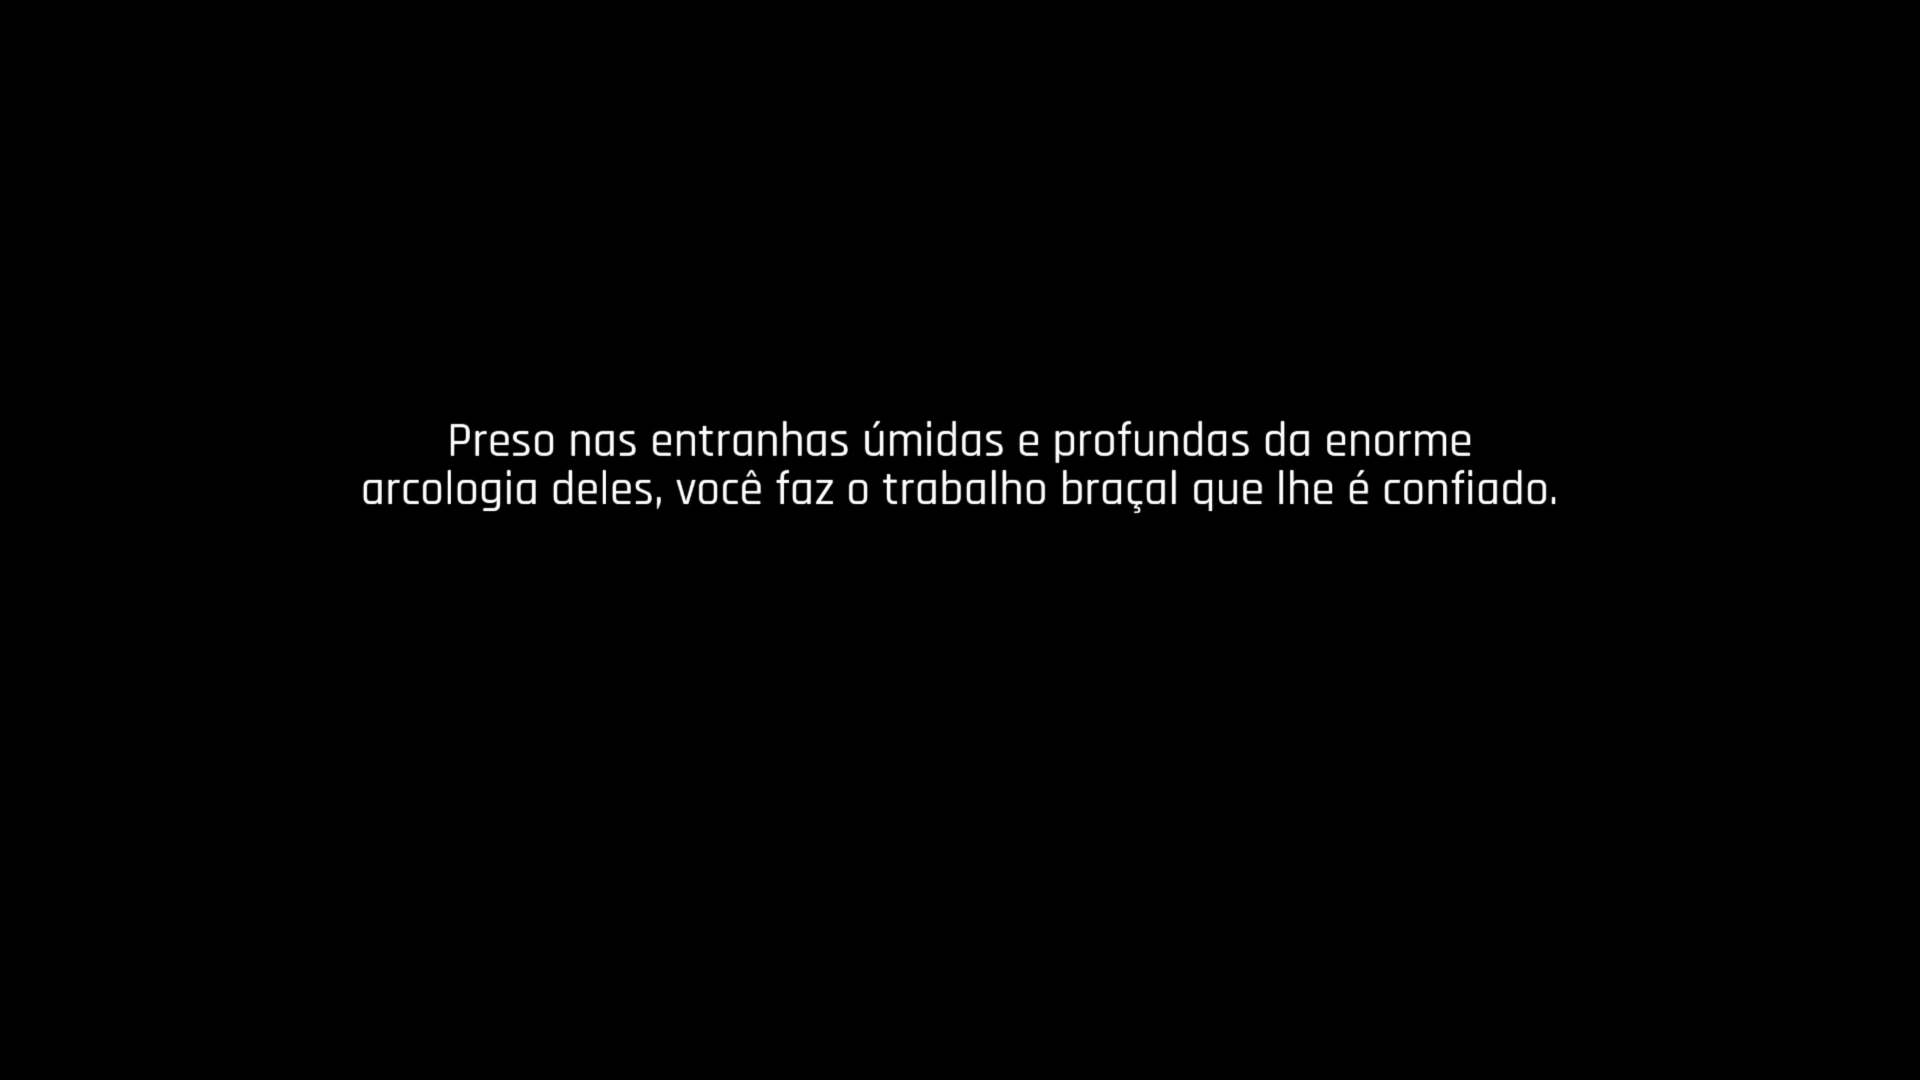 Preso nas entranhas úmidas e profundas da enorme
arcologia deles, você faz o trabalho braçal que lhe é confiado.